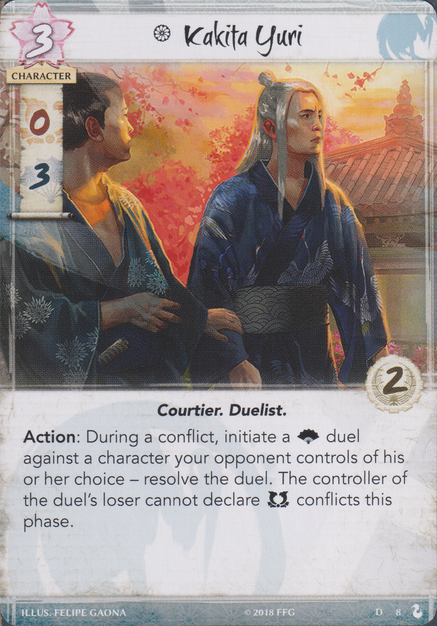 3
Kakita Yuri
CHARACTER
0
3
2
Courtier. Duelist.
Action: During a conflict, initiate a duel
against a character your opponent controls of his
or her choice – resolve the duel. The controller of
the duel's loser cannot declare conflicts this
phase.
ILLUS. FELIPE GAONA © 2018 FFG D 8